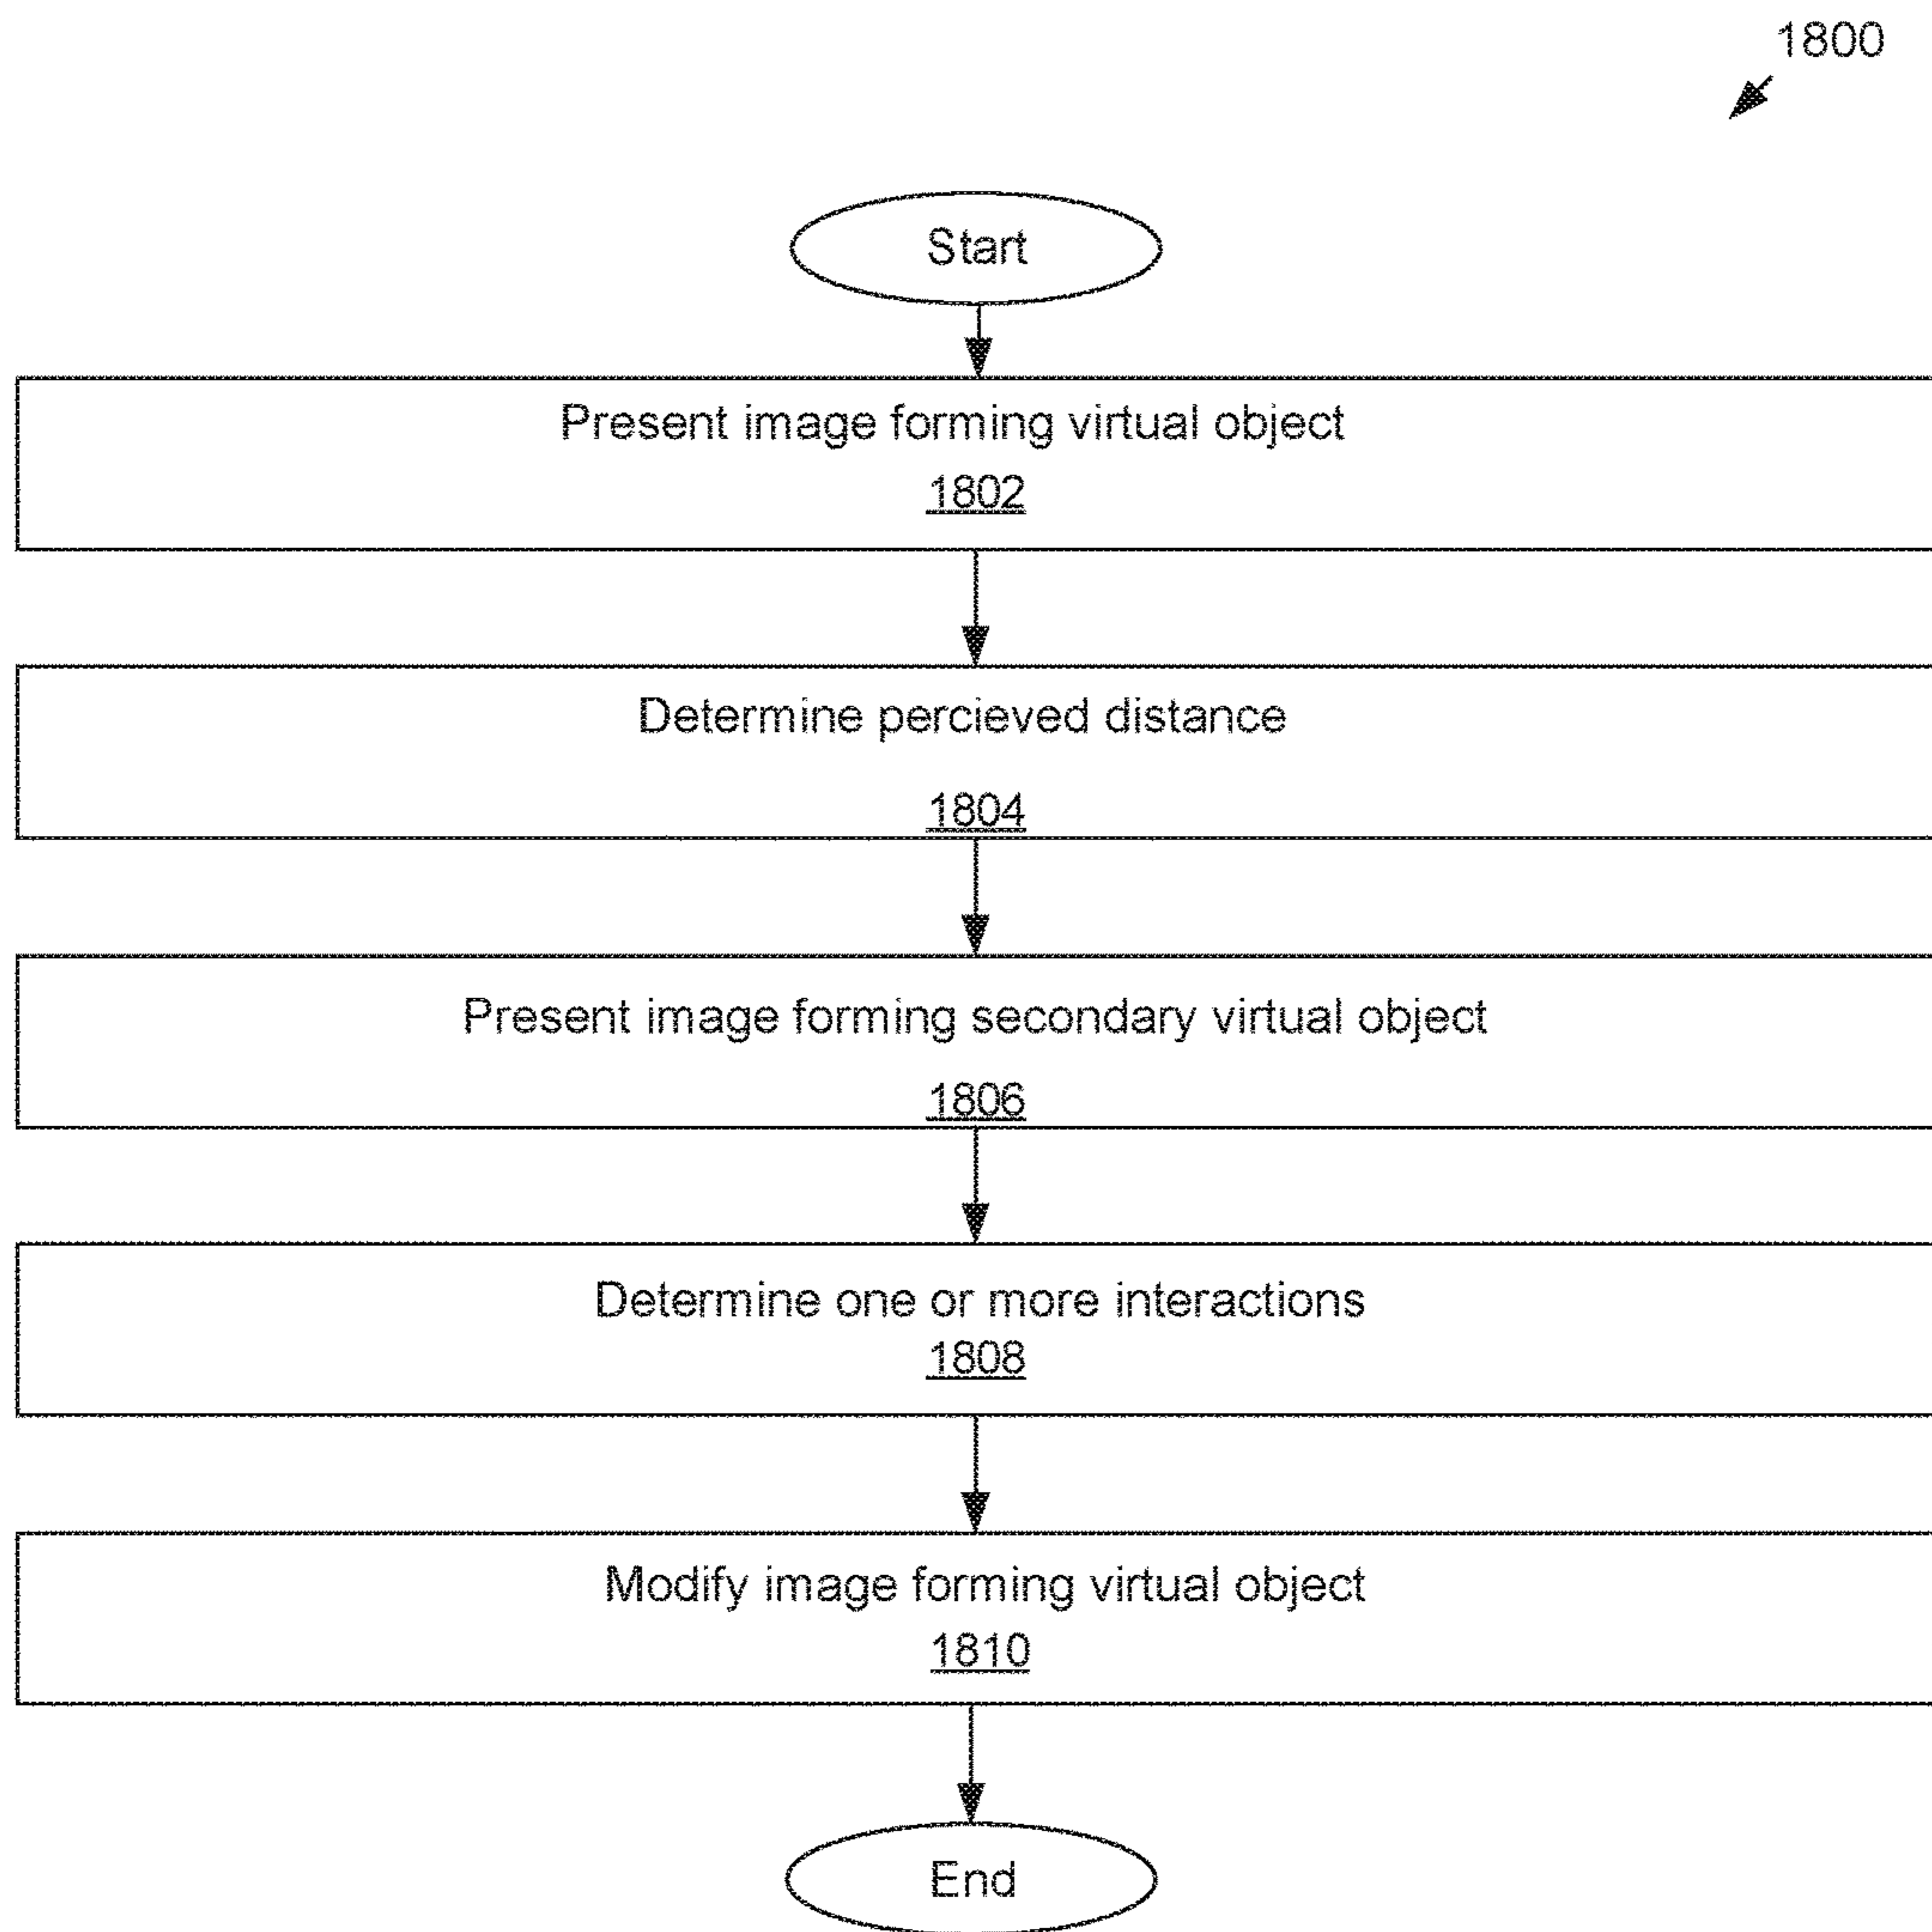 1800
Start
Present image forming virtual object
1802
Determine percieved distance
1804
Present image forming secondary virtual object
1806
Determine one or more interactions
1808
Modify image forming virtual object
1810
End